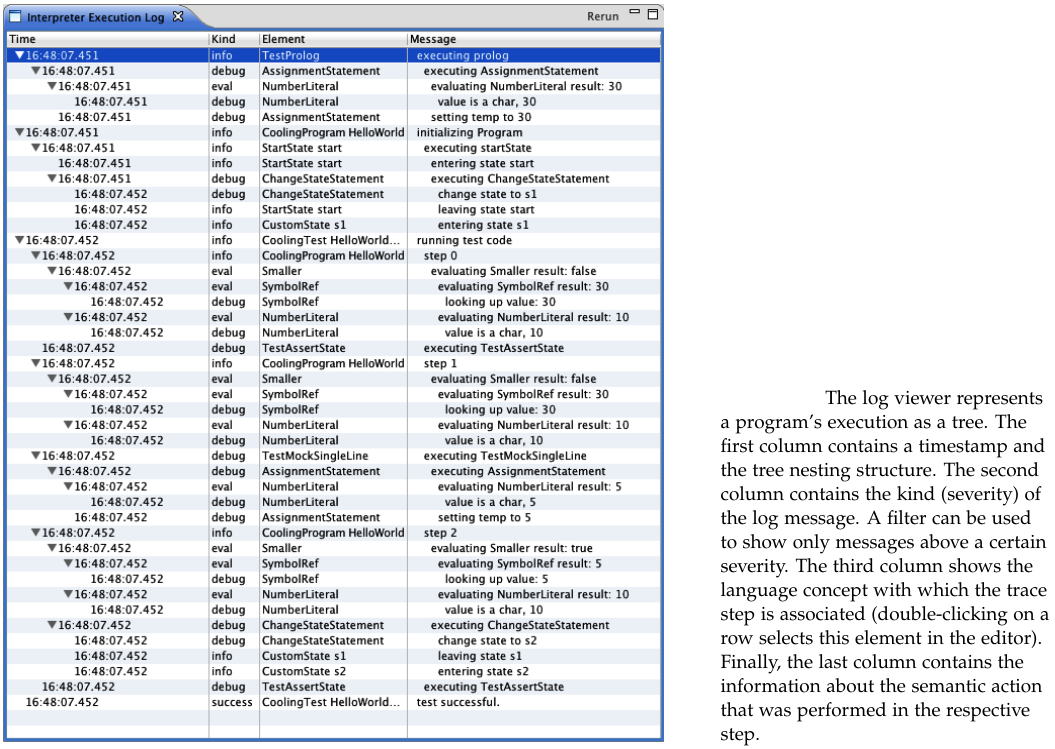 Interpreter Execution Log
Rerun
Time Kind Element Message
16:48:07.451 info TestProlog executing prolog
16:48:07.451 debug AssignmentStatement executing AssignmentStatement
16:48:07.451 eval NumberLiteral evaluating NumberLiteral result: 30
16:48:07.451 debug NumberLiteral value is a char, 30
16:48:07.451 debug AssignmentStatement setting temp to 30
16:48:07.451 info CoolingProgram HelloWorld initializing Program
16:48:07.451 info StartState start executing startState
16:48:07.451 info StartState start entering state start
16:48:07.451 debug ChangeStateStatement executing ChangeStateStatement
16:48:07.452 debug ChangeStateStatement change state to s1
16:48:07.452 info StartState start leaving state start
16:48:07.452 info CustomState s1 entering state s1
16:48:07.452 info CoolingTest HelloWorld... running test code
16:48:07.452 info CoolingProgram HelloWorld step 0
16:48:07.452 eval Smaller evaluating Smaller result: false
16:48:07.452 eval SymbolRef evaluating SymbolRef result: 30
16:48:07.452 debug SymbolRef looking up value: 30
16:48:07.452 eval NumberLiteral evaluating NumberLiteral result: 10
16:48:07.452 debug NumberLiteral value is a char, 10
16:48:07.452 debug TestAssertState executing TestAssertState
16:48:07.452 info CoolingProgram HelloWorld step 1
16:48:07.452 eval Smaller evaluating Smaller result: false
16:48:07.452 eval SymbolRef evaluating SymbolRef result: 30
16:48:07.452 debug SymbolRef looking up value: 30
16:48:07.452 eval NumberLiteral evaluating NumberLiteral result: 10
16:48:07.452 debug NumberLiteral value is a char, 10
16:48:07.452 debug TestMockSingleLine executing TestMockSingleLine
16:48:07.452 debug AssignmentStatement executing AssignmentStatement
16:48:07.452 eval NumberLiteral evaluating NumberLiteral result: 5
16:48:07.452 debug NumberLiteral value is a char, 5
16:48:07.452 debug AssignmentStatement setting temp to 5
16:48:07.452 info CoolingProgram HelloWorld step 2
16:48:07.452 eval Smaller evaluating Smaller result: true
16:48:07.452 eval SymbolRef evaluating SymbolRef result: 5
16:48:07.452 debug SymbolRef looking up value: 5
16:48:07.452 eval NumberLiteral evaluating NumberLiteral result: 10
16:48:07.452 debug NumberLiteral value is a char, 10
16:48:07.452 debug ChangeStateStatement executing ChangeStateStatement
16:48:07.452 debug ChangeStateStatement change state to s2
16:48:07.452 info CustomState s1 leaving state s1
16:48:07.452 info CustomState s2 entering state s2
16:48:07.452 debug TestAssertState executing TestAssertState
16:48:07.452 success CoolingTest HelloWorld... test successful.
The log viewer represents
a program's execution as a tree. The
first column contains a timestamp and
the tree nesting structure. The second
column contains the kind (severity) of
the log message. A filter can be used
to show only messages above a certain
severity. The third column shows the
language concept with which the trace
step is associated (double-clicking on a
row selects this element in the editor).
Finally, the last column contains the
information about the semantic action
that was performed in the respective
step.